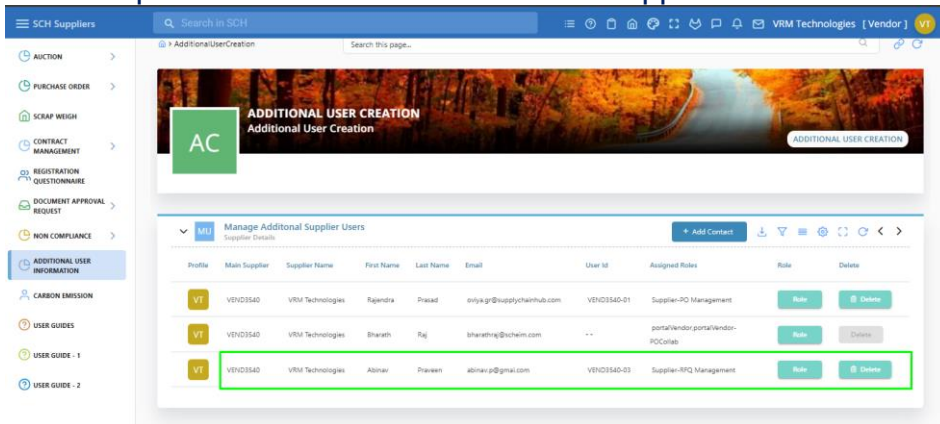 SCH Suppliers
Search in SCH
VRM Technologies [ Vendor ]
VT
> AdditionalUserCreation
Search this page...
AUCTION
PURCHASE ORDER
SCRAP WEIGH
CONTRACT
MANAGEMENT
REGISTRATION
QUESTIONNAIRE
DOCUMENT APPROVAL
REQUEST
NON COMPLIANCE
ADDITIONAL USER
INFORMATION
CARBON EMISSION
USER GUIDES
USER GUIDE - 1
USER GUIDE - 2
AC
ADDITIONAL USER CREATION
Additional User Creation
ADDITIONAL USER CREATION
MU
Manage Additonal Supplier Users
Supplier Details
+ Add Contact
Profile Main Supplier Supplier Name First Name Last Name Email User Id Assigned Roles Role Delete
VT VEND3540 VRM Technologies Rajendra Prasad oviya.gr@supplychainhub.com VEND3540-01 Supplier-PO Management Role Delete
VT VEND3540 VRM Technologies Bharath Raj bharathraj@scheim.com -- portalVendor,portalVendor-
POCollab Role Delete
VT VEND3540 VRM Technologies Abinav Praveen abinav.p@gmai.com VEND3540-03 Supplier-RFQ Management Role Delete